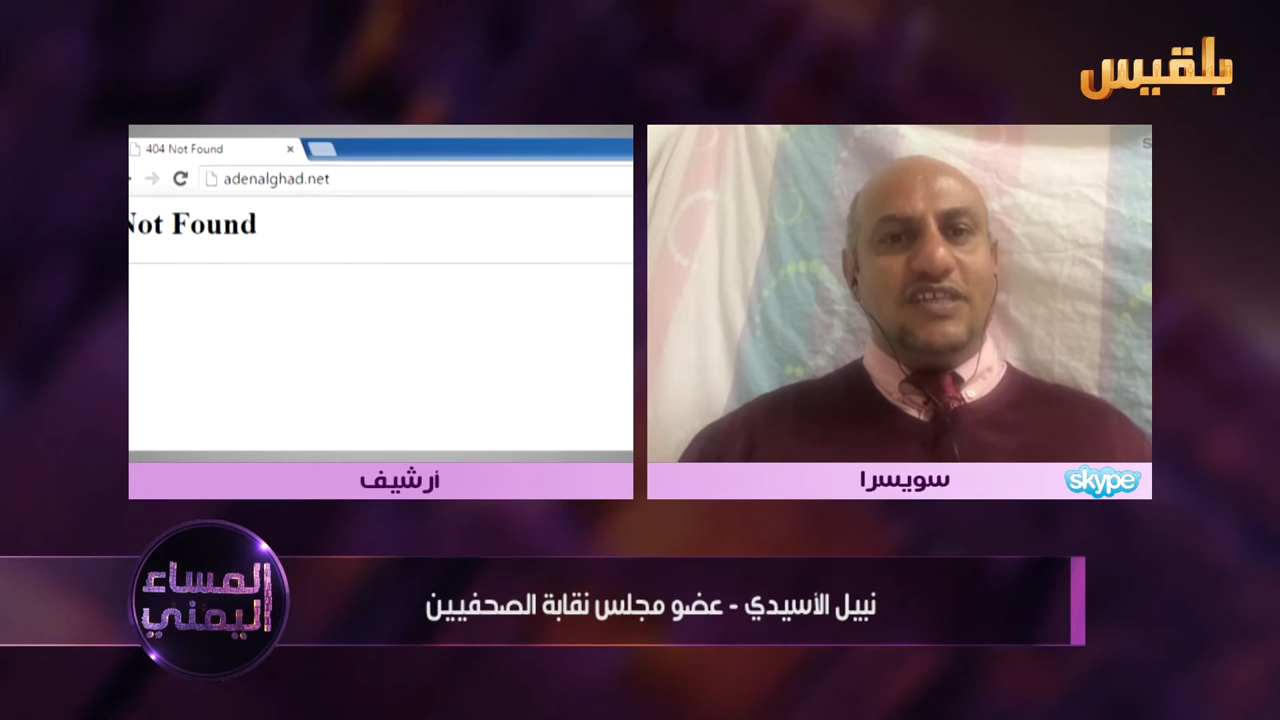 بلقيس
404 Not Found
adenalghad.net
Not Found
أرشيف
سويسرا
skype
المساء
اليمني
نبيل الأسيدي - عضو مجلس نقابة الصحفيين